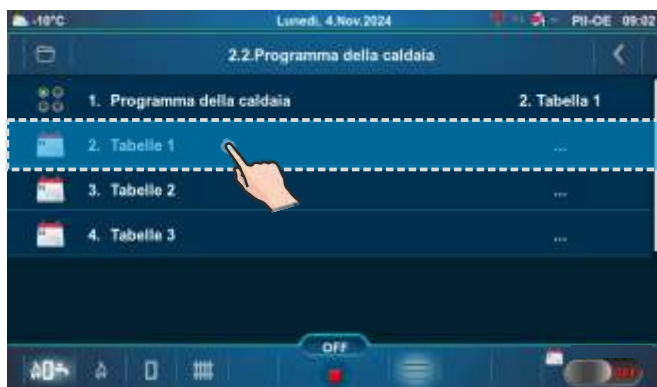 -10°C Lunedì, 4.Nov.2024 PII-OE 09:02
2.2.Programma della caldaia
1. Programma della caldaia 2. Tabella 1
2. Tabelle 1 ...
3. Tabelle 2 ...
4. Tabelle 3 ...
OFF
OFF